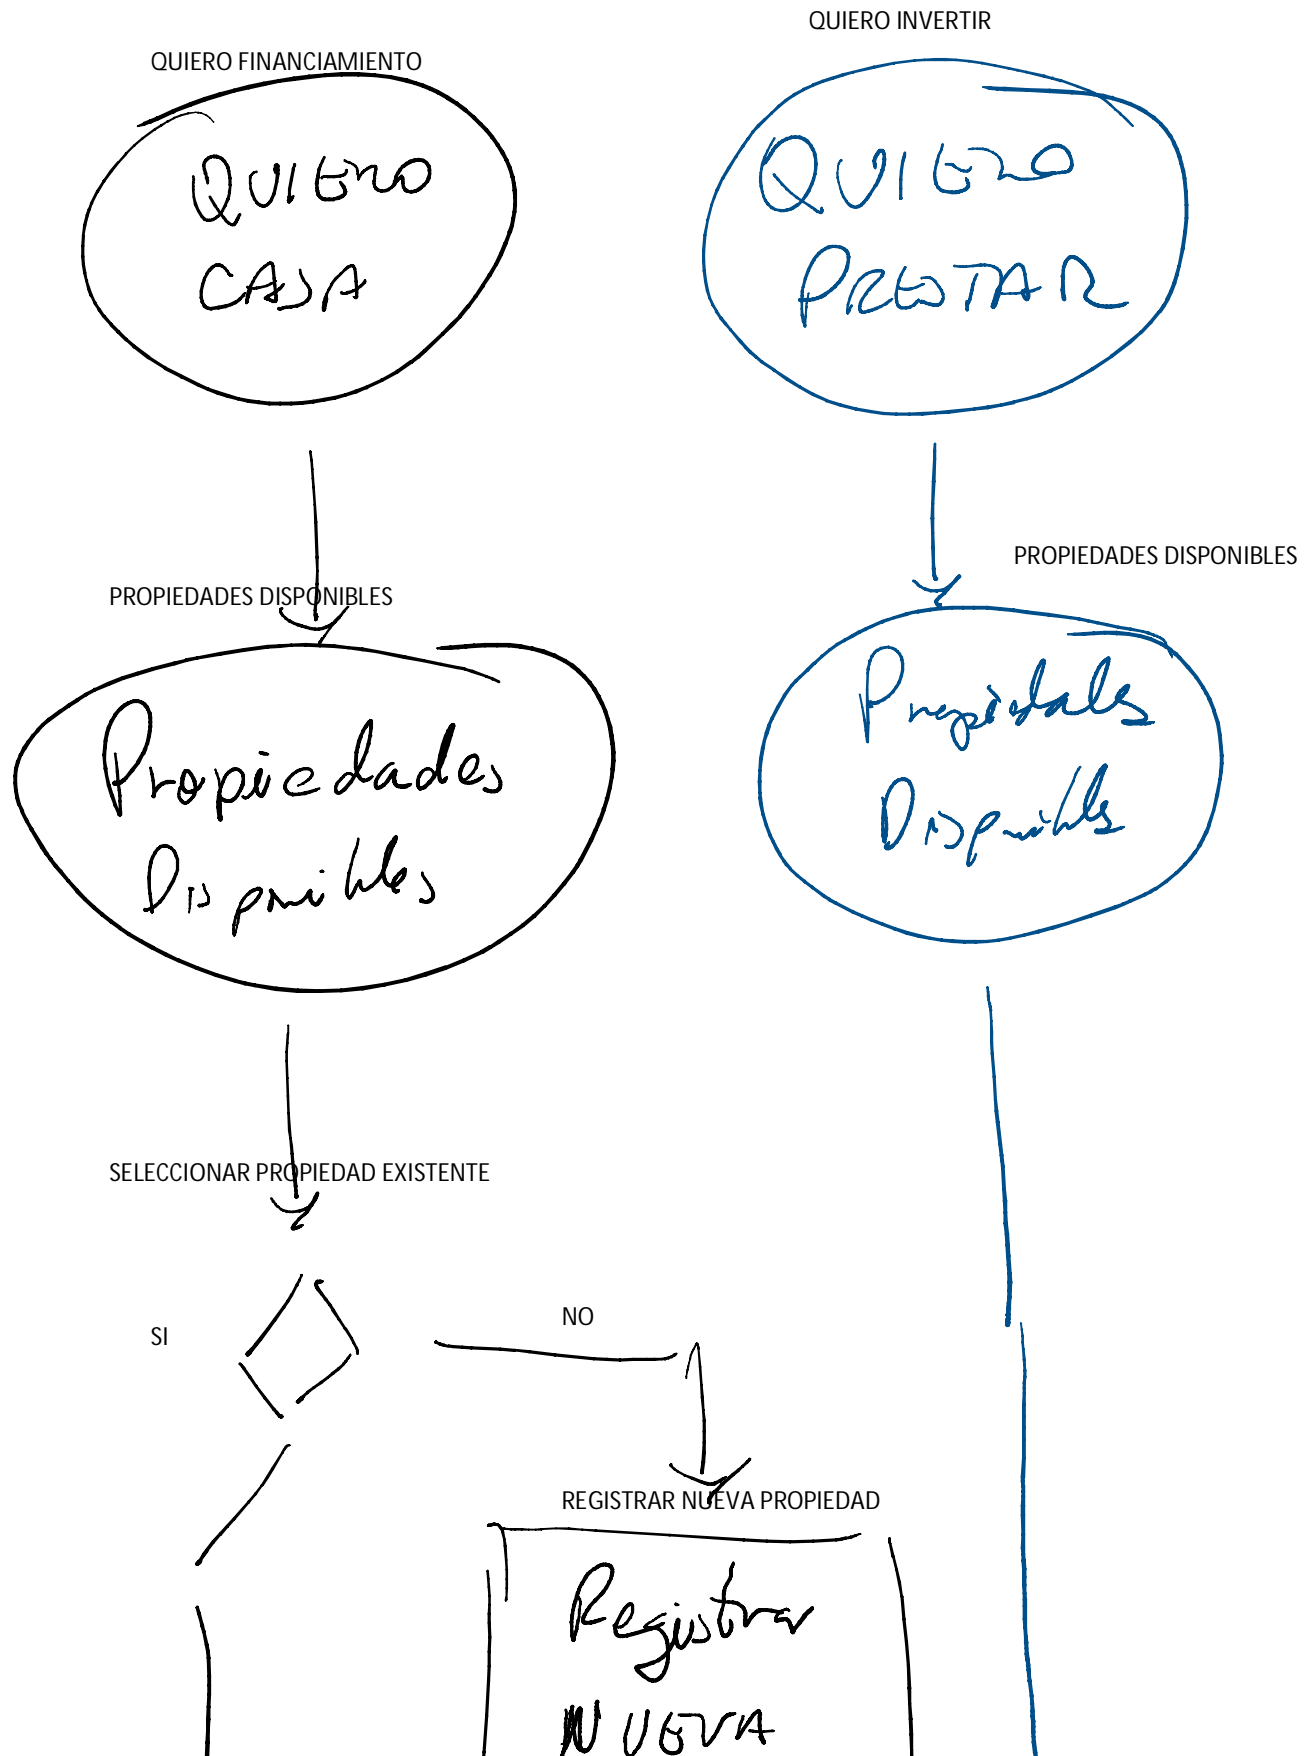 QUIERO INVERTIR
QUIERO FINANCIAMIENTO
QUIERO
CASA
QUIERO
PRESTAR
PROPIEDADES DISPONIBLES
PROPIEDADES DISPONIBLES
Propiedades
Disponibles
Propiedades
Disponibles
SELECCIONAR PROPIEDAD EXISTENTE
SI
NO
REGISTRAR NUEVA PROPIEDAD
Registrar
NUEVA